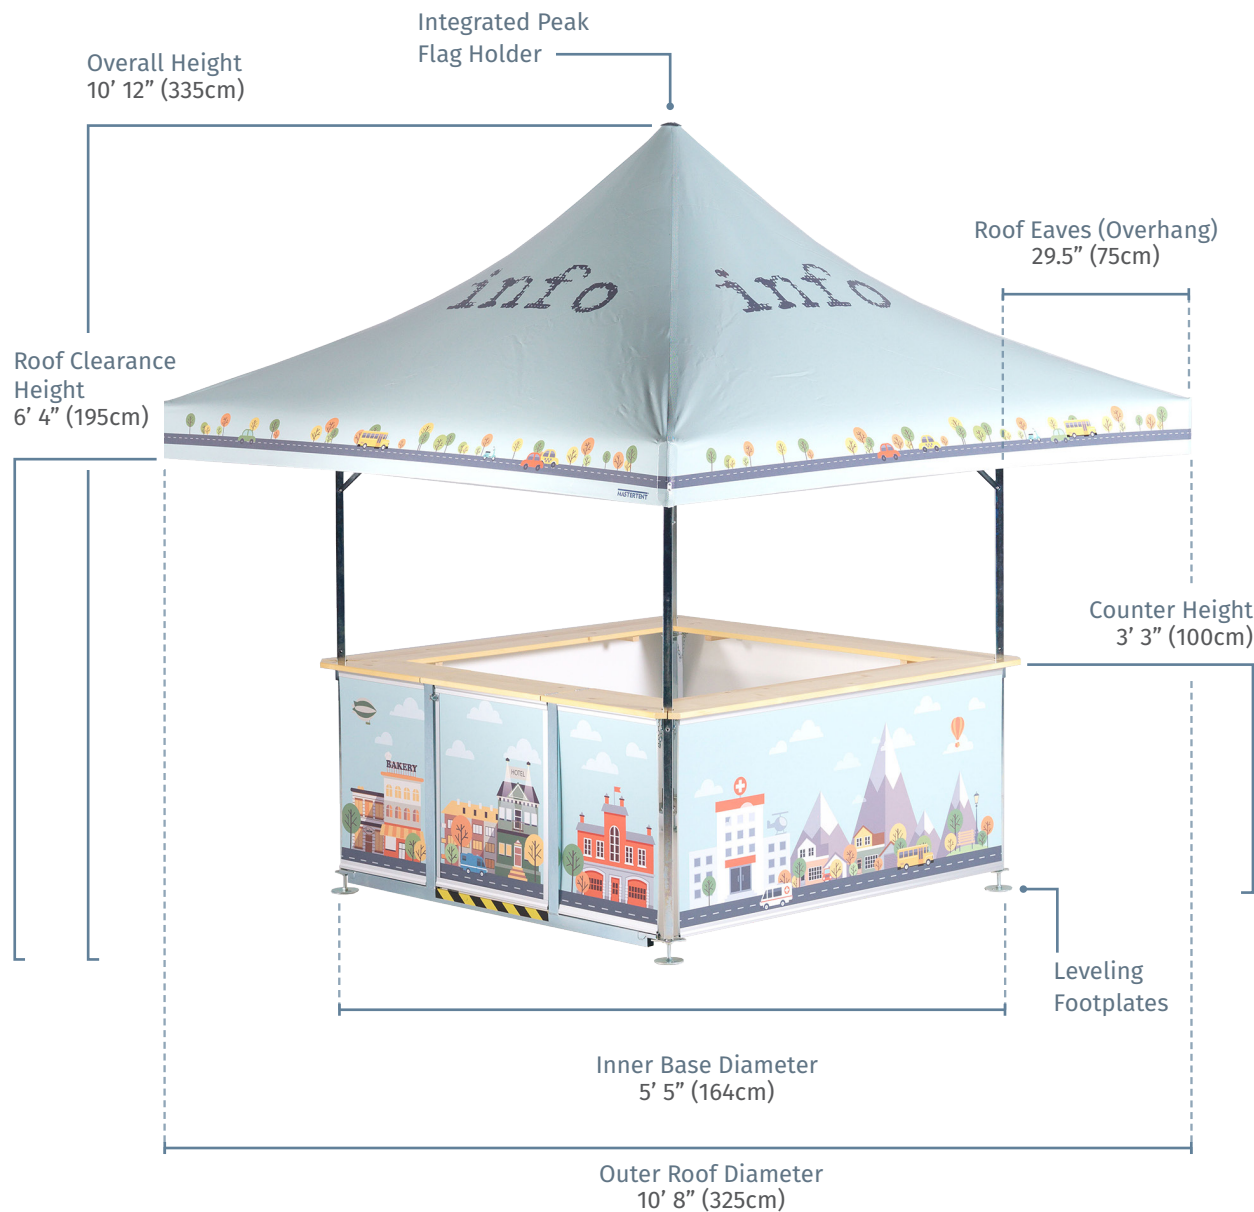 Integrated Peak
Flag Holder
Overall Height
10’ 12” (335cm)
Roof Eaves (Overhang)
29.5” (75cm)
info info
Roof Clearance
Height
6’ 4” (195cm)
MASTERTENT
Counter Height
3’ 3” (100cm)
BAKERY
HOTEL
Leveling
Footplates
Inner Base Diameter
5’ 5” (164cm)
Outer Roof Diameter
10’ 8” (325cm)